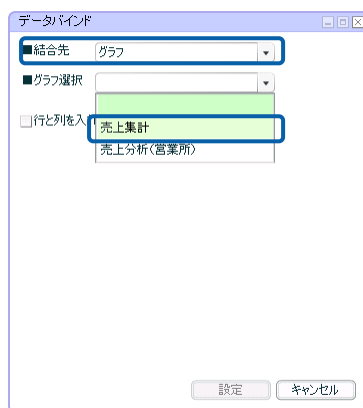 データバインド
■結合先 グラフ
■グラフ選択
売上集計
□行と列を入
売上分析(営業所)
設定 キャンセル